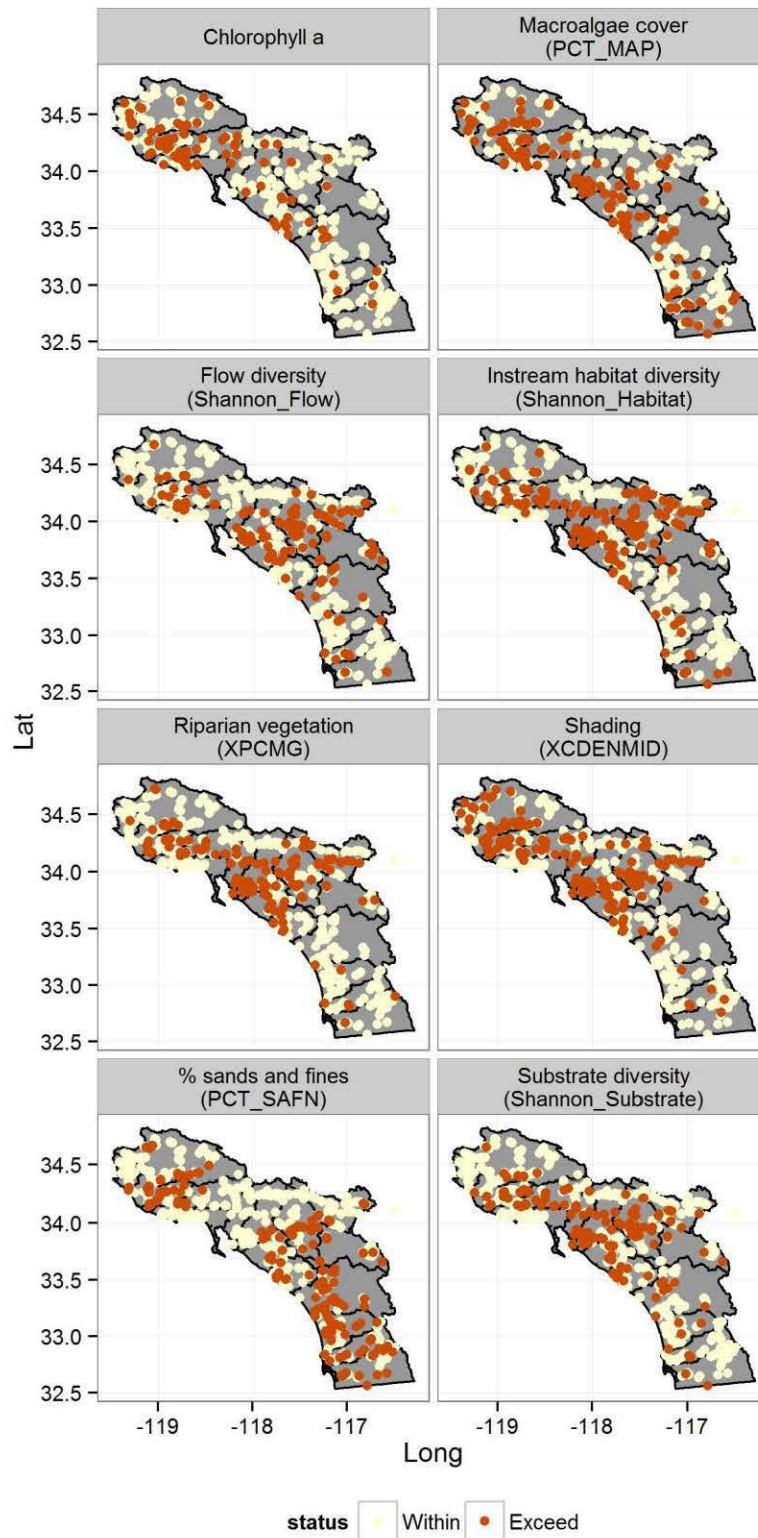 Chlorophyll a
Macroalgae cover
(PCT_MAP)
34.5
34.0
33.5
33.0
32.5
Flow diversity
(Shannon_Flow)
Instream habitat diversity
(Shannon_Habitat)
34.5
34.0
33.5
33.0
32.5
Lat
Riparian vegetation
(XPCMG)
Shading
(XCDENMID)
34.5
34.0
33.5
33.0
32.5
% sands and fines
(PCT_SAFN)
Substrate diversity
(Shannon_Substrate)
34.5
34.0
33.5
33.0
32.5
-119 -118 -117 -119 -118 -117
Long
status Within Exceed